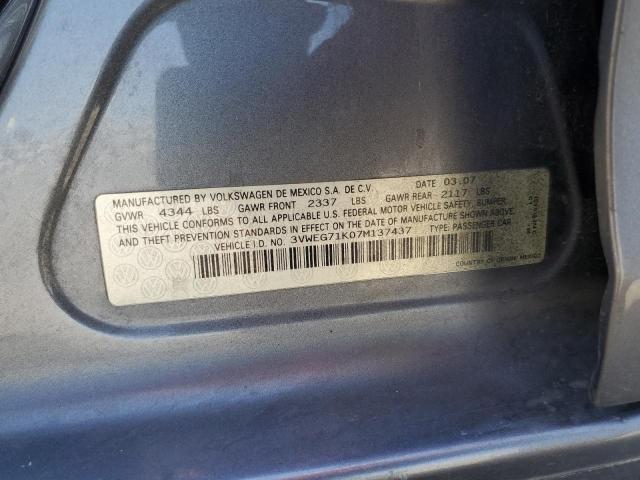 MANUFACTURED BY VOLKSWAGEN DE MEXICO S.A. DE C.V. DATE 03.07
GVWR 4344 LBS GAWR FRONT 2337 LBS GAWR REAR 2117 LBS
THIS VEHICLE CONFORMS TO ALL APPLICABLE U.S. FEDERAL MOTOR VEHICLE SAFETY, BUMPER,
AND THEFT PREVENTION STANDARDS IN EFFECT ON THE DATE OF MANUFACTURE SHOWN ABOVE.
VEHICLE I.D. NO. 3VWEG71K07M137437 TYPE: PASSENGER CAR
COUNTRY OF ORIGIN: MEXICO